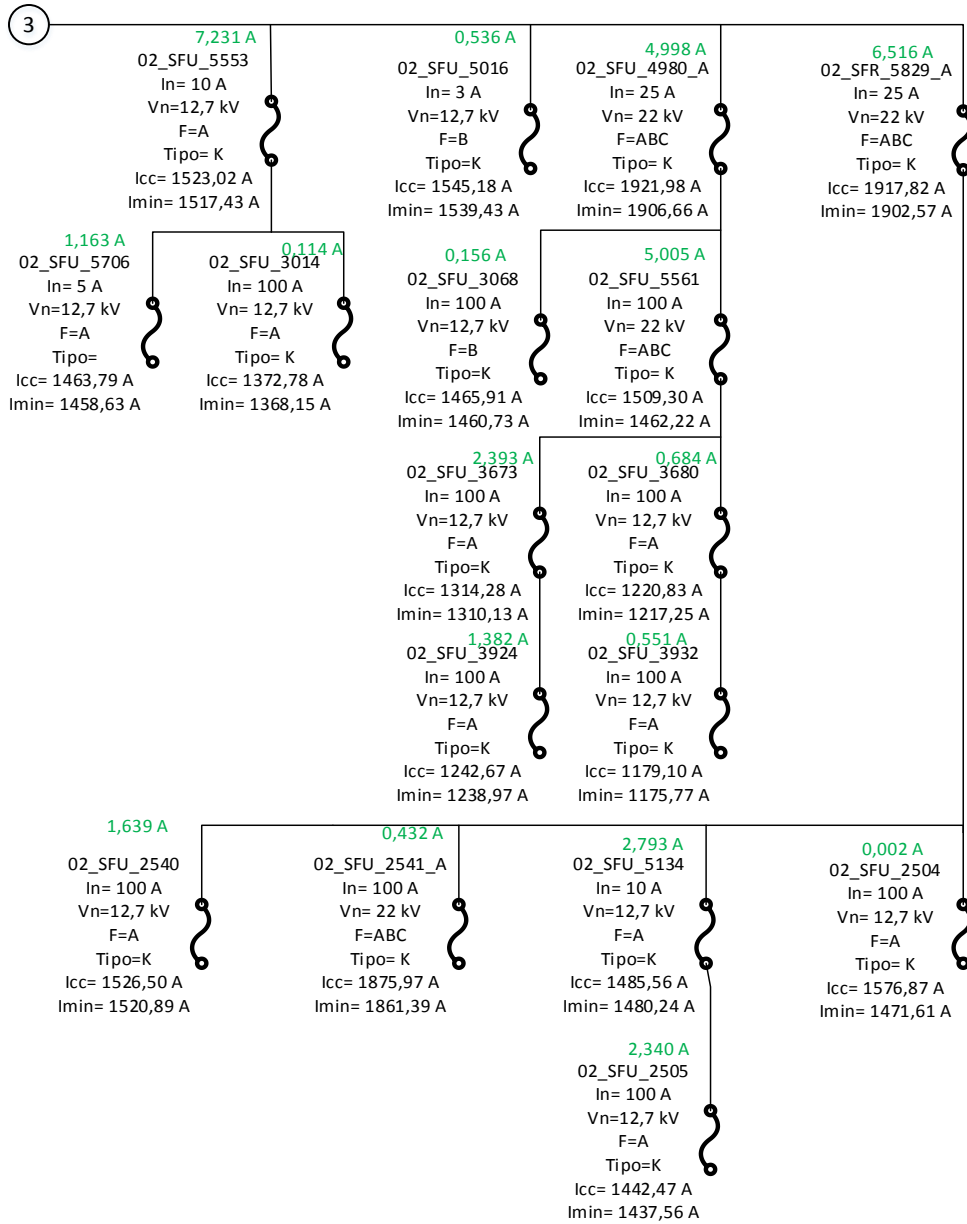 3
7,231 A
02_SFU_5553
In= 10 A
Vn=12,7 kV
F=A
Tipo= K
Icc= 1523,02 A
Imin= 1517,43 A
0,536 A
02_SFU_5016
In= 3 A
Vn=12,7 kV
F=B
Tipo=K
Icc= 1545,18 A
Imin= 1539,43 A
4,998 A
02_SFU_4980_A
In= 25 A
Vn=22 kV
F=ABC
Tipo= K
Icc= 1921,98 A
Imin= 1906,66 A
6,516 A
02_SFR_5829_A
In= 25 A
Vn=22 kV
F=ABC
Tipo= K
Icc= 1917,82 A
Imin= 1902,57 A
1,163 A
02_SFU_5706
In= 5 A
Vn=12,7 kV
F=A
Tipo=
Icc= 1463,79 A
Imin= 1458,63 A
0,114 A
02_SFU_3014
In= 100 A
Vn= 12,7 kV
F=A
Tipo= K
Icc= 1372,78 A
Imin= 1368,15 A
0,156 A
02_SFU_3068
In= 100 A
Vn=12,7 kV
F=B
Tipo=K
Icc= 1465,91 A
Imin= 1460,73 A
5,005 A
02_SFU_5561
In= 100 A
Vn= 22 kV
F=ABC
Tipo= K
Icc= 1509,30 A
Imin= 1462,22 A
2,393 A
02_SFU_3673
In= 100 A
Vn=12,7 kV
F=A
Tipo=K
Icc= 1314,28 A
Imin= 1310,13 A
0,684 A
02_SFU_3680
In= 100 A
Vn= 12,7 kV
F=A
Tipo= K
Icc= 1220,83 A
Imin= 1217,25 A
1,382 A
02_SFU_3924
In= 100 A
Vn=12,7 kV
F=A
Tipo=K
Icc= 1242,67 A
Imin= 1238,97 A
0,551 A
02_SFU_3932
In= 100 A
Vn= 12,7 kV
F=A
Tipo= K
Icc= 1179,10 A
Imin= 1175,77 A
1,639 A
02_SFU_2540
In= 100 A
Vn=12,7 kV
F=A
Tipo=K
Icc= 1526,50 A
Imin= 1520,89 A
0,432 A
02_SFU_2541_A
In= 100 A
Vn= 22 kV
F=ABC
Tipo= K
Icc= 1875,97 A
Imin= 1861,39 A
2,793 A
02_SFU_5134
In= 10 A
Vn=12,7 kV
F=A
Tipo=K
Icc= 1485,56 A
Imin= 1480,24 A
0,002 A
02_SFU_2504
In= 100 A
Vn= 12,7 kV
F=A
Tipo= K
Icc= 1576,87 A
Imin= 1471,61 A
2,340 A
02_SFU_2505
In= 100 A
Vn=12,7 kV
F=A
Tipo=K
Icc= 1442,47 A
Imin= 1437,56 A